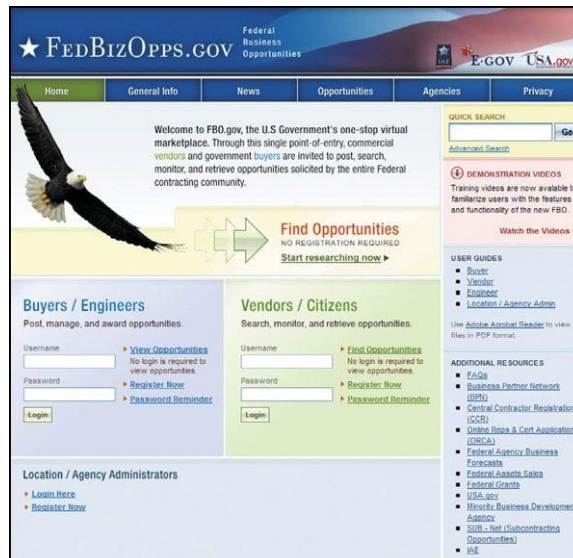 ★ FEDBIZOPPS.GOV
Federal
Business
Opportunities
IAE
E-GOV
USA.gov
Home
General Info
News
Opportunities
Agencies
Privacy
Welcome to FBO.gov, the U.S Government's one-stop virtual
marketplace. Through this single point-of-entry, commercial
vendors and government buyers are invited to post, search,
monitor, and retrieve opportunities solicited by the entire Federal
contracting community.
Find Opportunities
NO REGISTRATION REQUIRED
Start researching now ▶
QUICK SEARCH
Go
Advanced Search
DEMONSTRATION VIDEOS
Training videos are now available t
familiarize users with the features
and functionality of the new FBO.
Watch the Videos
USER GUIDES
Buyer
Vendor
Engineer
Location / Agency Admin
Use Adobe Acrobat Reader to view
files in PDF format.
ADDITIONAL RESOURCES
FAQs
Business Partner Network
(BPN)
Central Contractor Registration
(CCR)
Online Reps & Cert Application
(ORCA)
Federal Agency Business
Forecasts
Federal Assets Sales
Federal Grants
USA.gov
Minority Business Developmen
Agency
SUB - Net (Subcontracting
Opportunities)
IAE
Buyers / Engineers
Post, manage, and award opportunities.
Username
Password
Login
View Opportunities
No login is required to
view opportunities.
Register Now
Password Reminder
Vendors / Citizens
Search, monitor, and retrieve opportunities.
Username
Password
Login
Find Opportunities
No login is required to
view opportunities.
Register Now
Password Reminder
Location / Agency Administrators
Login Here
Register Now